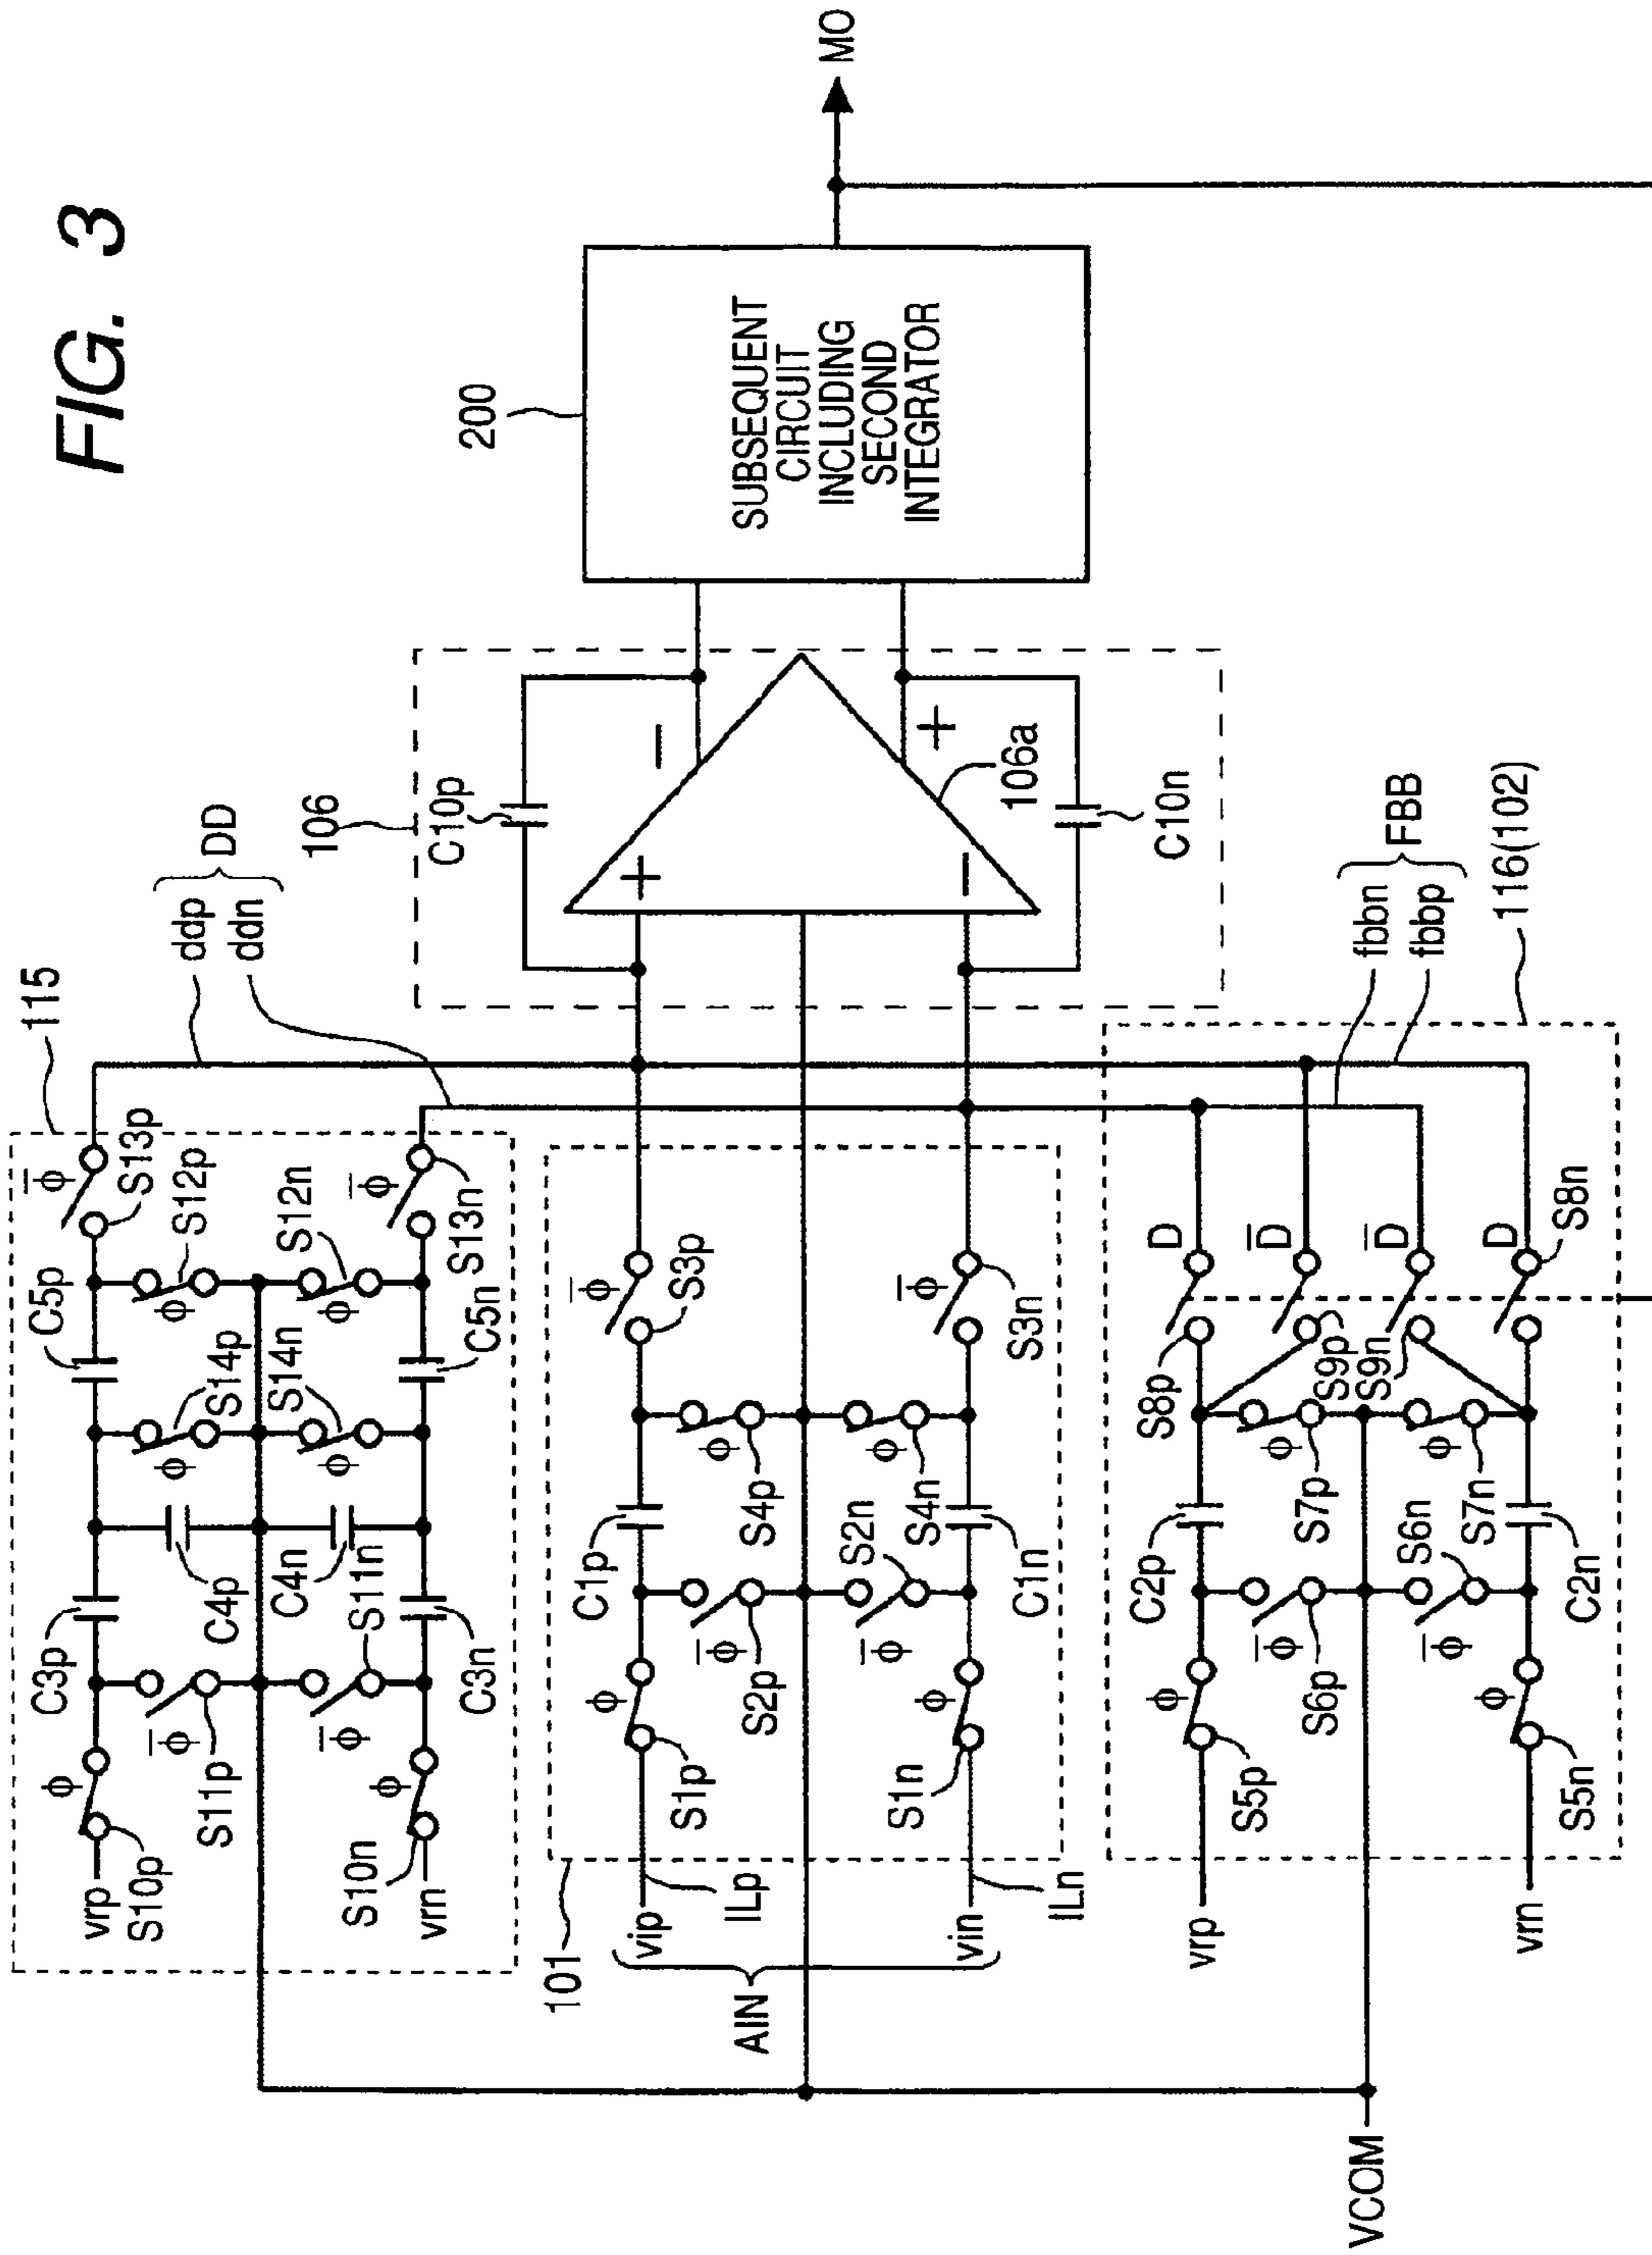 FIG. 3
115
DD
ddp
ddn
vrp
S10p
ϕ
C3p
ϕ̅
S11p
C4p
ϕ
S14p
C5p
ϕ
S12p
ϕ̅
S13p
vrn
S10n
ϕ
ϕ̅
S11n
C3n
C4n
ϕ
S14n
C5n
ϕ
S12n
ϕ̅
S13n
101
AIN
vip
ILp
S1p
ϕ
C1p
ϕ̅
S2p
ϕ
S4p
ϕ̅
S3p
vin
ILn
S1n
ϕ
ϕ̅
S2n
C1n
ϕ
S4n
ϕ̅
S3n
106
C10p
+
−
−
+
106a
C10n
200
SUBSEQUENT
CIRCUIT
INCLUDING
SECOND
INTEGRATOR
MO
VCOM
vrp
S5p
ϕ
C2p
ϕ̅
S6p
ϕ
S7p
S8p
D
S9p
D̅
vrn
S5n
ϕ
ϕ̅
S6n
C2n
ϕ
S7n
S9n
D̅
D
S8n
fbbn
fbbp
FBB
116(102)